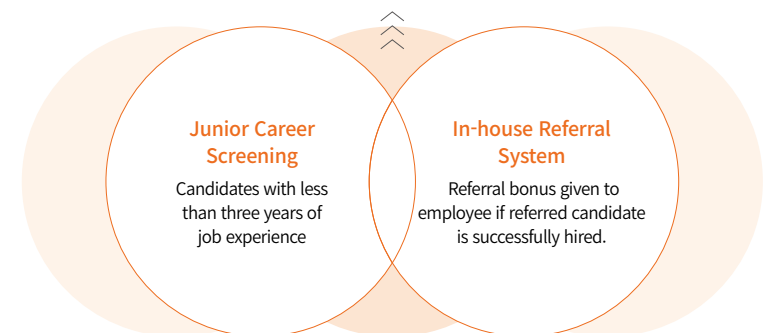 Junior Career
Screening
Candidates with less
than three years of
job experience
In-house Referral
System
Referral bonus given to
employee if referred candidate
is successfully hired.